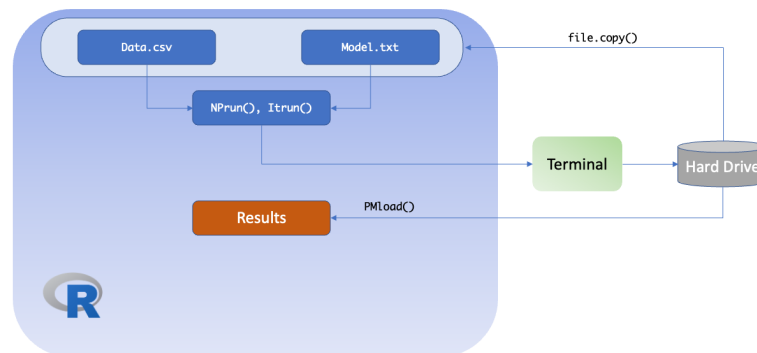 Data.csv
Model.txt
file.copy()
NPrun(), Itrun()
Terminal
Hard Drive
PMload()
Results
R